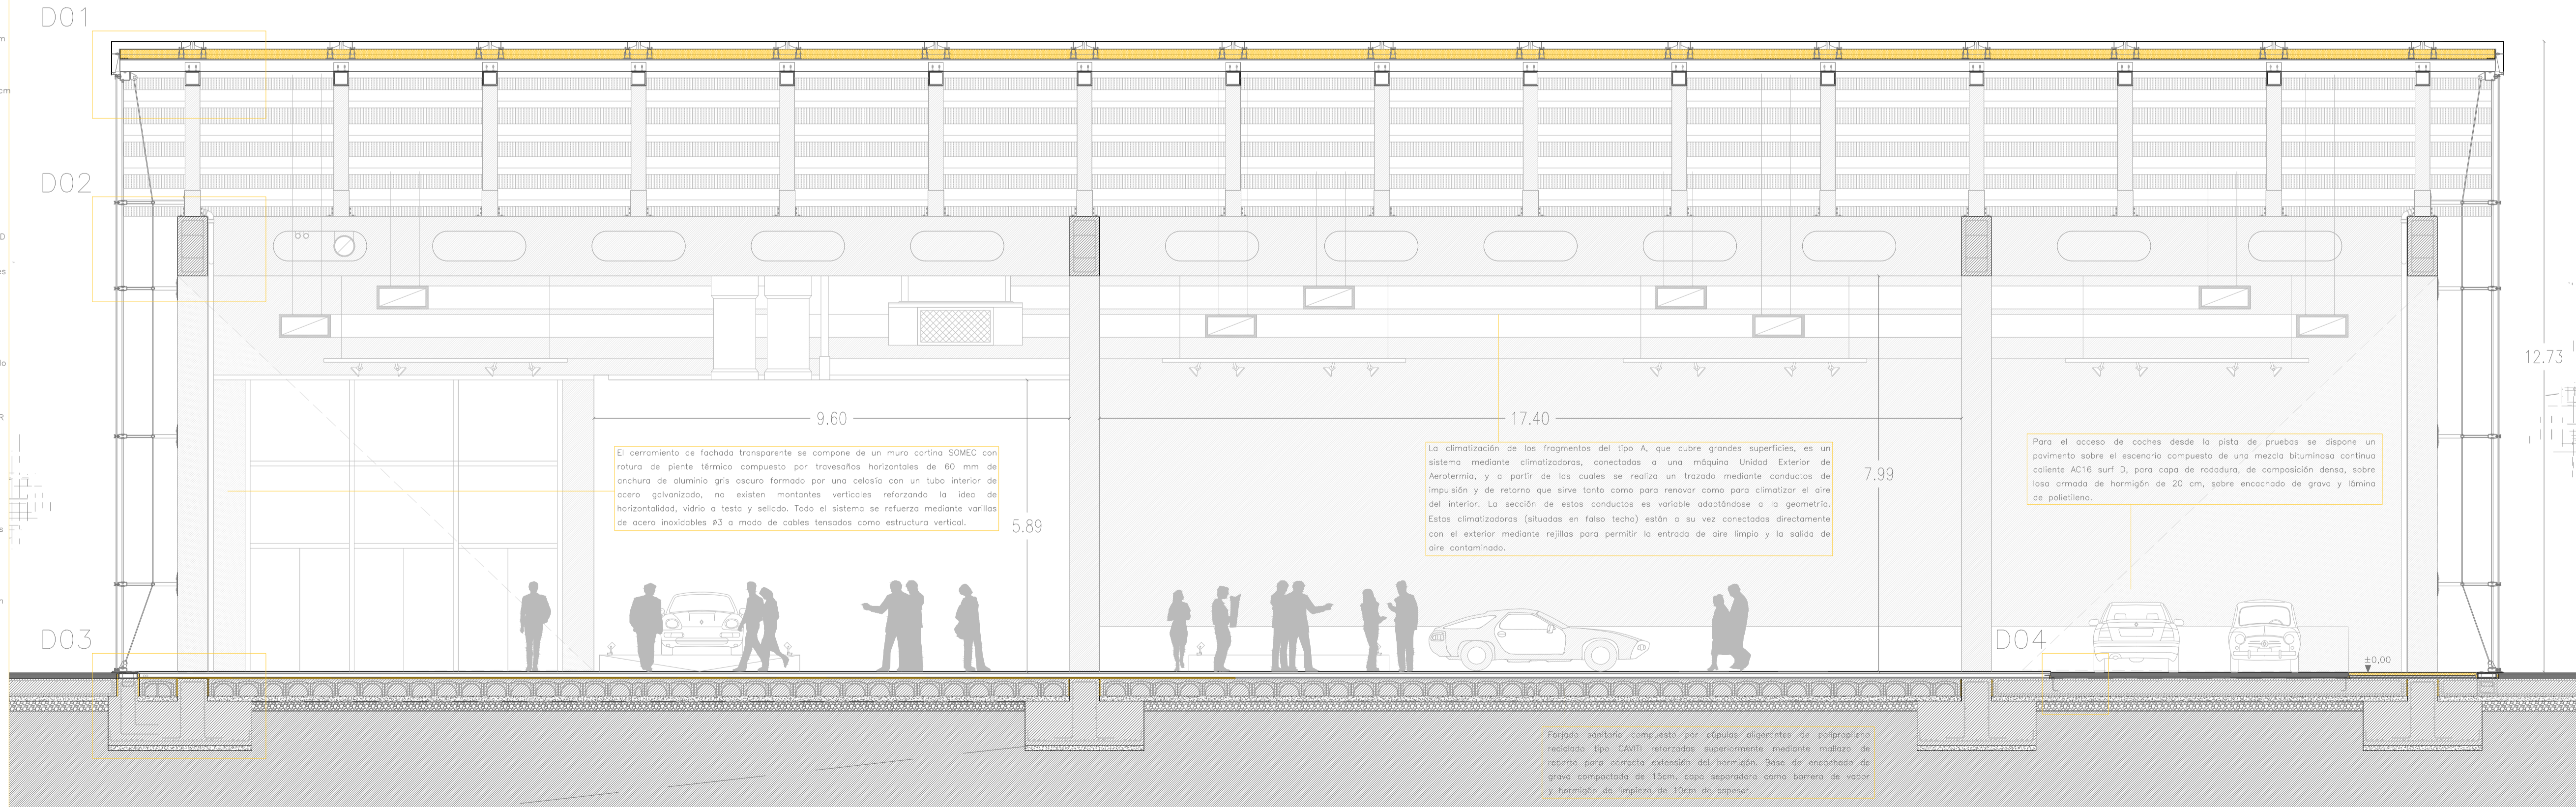 D01
m
cm
D02
D
es
do
R
s
n
D03
9.60
17.40
5.89
7.99
12.73
El cerramiento de fachada transparente se compone de un muro cortina SOMEC con
rotura de piente térmico compuesto por travesaños horizontales de 60 mm de
anchura de aluminio gris oscuro formado por una celosía con un tubo interior de
acero galvanizado, no existen montantes verticales reforzando la idea de
horizontalidad, vidrio a testa y sellado. Todo el sistema se refuerza mediante varillas
de acero inoxidables ø3 a modo de cables tensados como estructura vertical.
La climatización de los fragmentos del tipo A, que cubre grandes superficies, es un
sistema mediante climatizadoras, conectadas a una máquina Unidad Exterior de
Aerotermia, y a partir de las cuales se realiza un trazado mediante conductos de
impulsión y de retorno que sirve tanto como para renovar como para climatizar el aire
del interior. La sección de estos conductos es variable adaptándose a la geometría.
Estas climatizadoras (situadas en falso techo) están a su vez conectadas directamente
con el exterior mediante rejillas para permitir la entrada de aire limpio y la salida de
aire contaminado.
Para el acceso de coches desde la pista de pruebas se dispone un
pavimento sobre el escenario compuesto de una mezcla bituminosa continua
caliente AC16 surf D, para capa de rodadura, de composición densa, sobre
losa armada de hormigón de 20 cm, sobre encachado de grava y lámina
de polietileno.
D04
±0,00
Forjado sanitario compuesto por cúpulas aligerantes de polipropileno
reciclado tipo CAVITI reforzadas superiormente mediante mallazo de
reparto para correcta extensión del hormigón. Base de encachado de
grava compactada de 15cm, capa separadora como barrera de vapor
y hormigón de limpieza de 10cm de espesor.